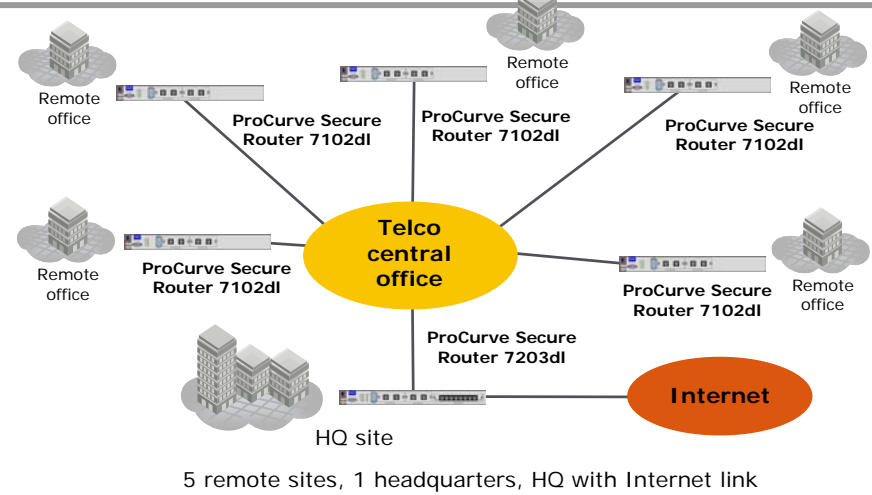 Remote
office
ProCurve Secure
Router 7102dl
Remote
office
ProCurve Secure
Router 7102dl
Remote
office
ProCurve Secure
Router 7102dl
Remote
office
ProCurve Secure
Router 7102dl
Telco
central
office
ProCurve Secure
Router 7102dl
Remote
office
ProCurve Secure
Router 7203dl
Internet
HQ site
5 remote sites, 1 headquarters, HQ with Internet link